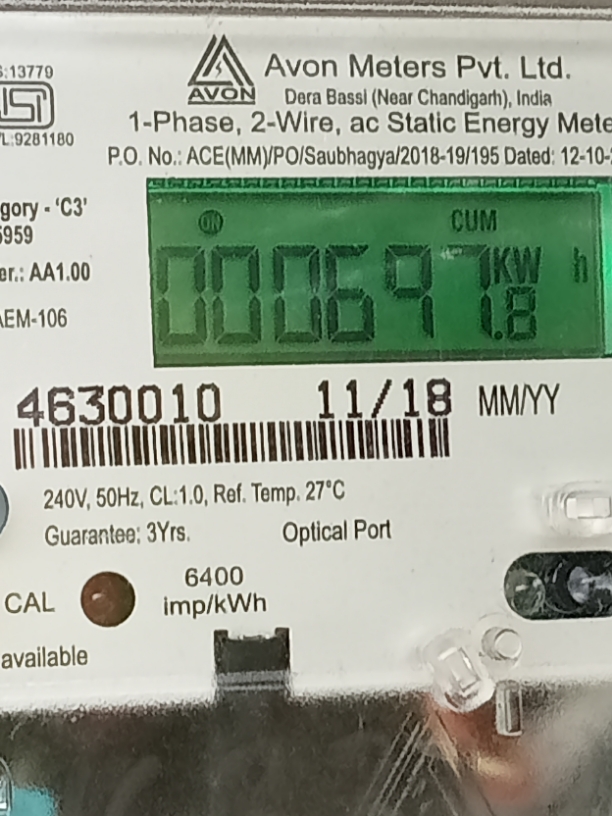 S:13779
Avon Meters Pvt. Ltd.
AVON
Dera Bassi (Near Chandigarh), India
/L:9281180
1-Phase, 2-Wire, ac Static Energy Mete
P.O. No.: ACE(MM)/PO/Saubhagya/2018-19/195 Dated: 12-10-
gory - 'C3'
5959
er.: AA1.00
AEM-106
ON
CUM
000697.8
KW h
4630010 11/18 MM/YY
240V, 50Hz, CL:1.0, Ref. Temp. 27°C
Guarantee: 3Yrs. Optical Port
CAL
6400
imp/kWh
available